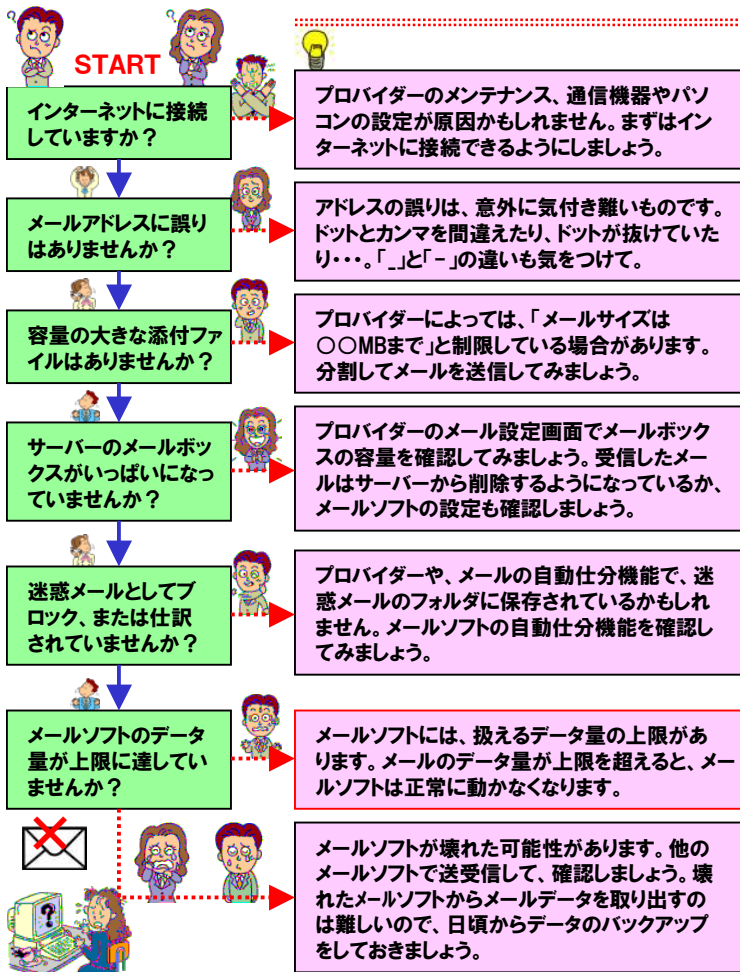 START
インターネットに接続
していますか？
プロバイダーのメンテナンス、通信機器やパソ
コンの設定が原因かもしれません。まずはイン
ターネットに接続できるようにしましょう。
メールアドレスに誤り
はありませんか？
アドレスの誤りは、意外に気付き難いものです。
ドットとカンマを間違えたり、ドットが抜けていた
り・・・。「_」と「-」の違いも気をつけて。
容量の大きな添付ファ
イルはありませんか？
プロバイダーによっては、「メールサイズは
〇〇MBまで」と制限している場合があります。
分割してメールを送信してみましょう。
サーバーのメールボッ
クスがいっぱいになっ
ていませんか？
プロバイダーのメール設定画面でメールボック
スの容量を確認してみましょう。受信したメー
ルはサーバーから削除するようになっているか、
メールソフトの設定も確認しましょう。
迷惑メールとしてブ
ロック、または仕訳
されていませんか？
プロバイダーや、メールの自動仕分機能で、迷
惑メールのフォルダに保存されているかもしれ
ません。メールソフトの自動仕分機能を確認し
てみましょう。
メールソフトのデータ
量が上限に達してい
ませんか？
メールソフトには、扱えるデータ量の上限があ
ります。メールのデータ量が上限を超えると、メー
ルソフトは正常に動かなくなります。
メールソフトが壊れた可能性があります。他の
メールソフトで送受信して、確認しましょう。壊
れたメールソフトからメールデータを取り出すの
は難しいので、日頃からデータのバックアップ
をしておきましょう。
?